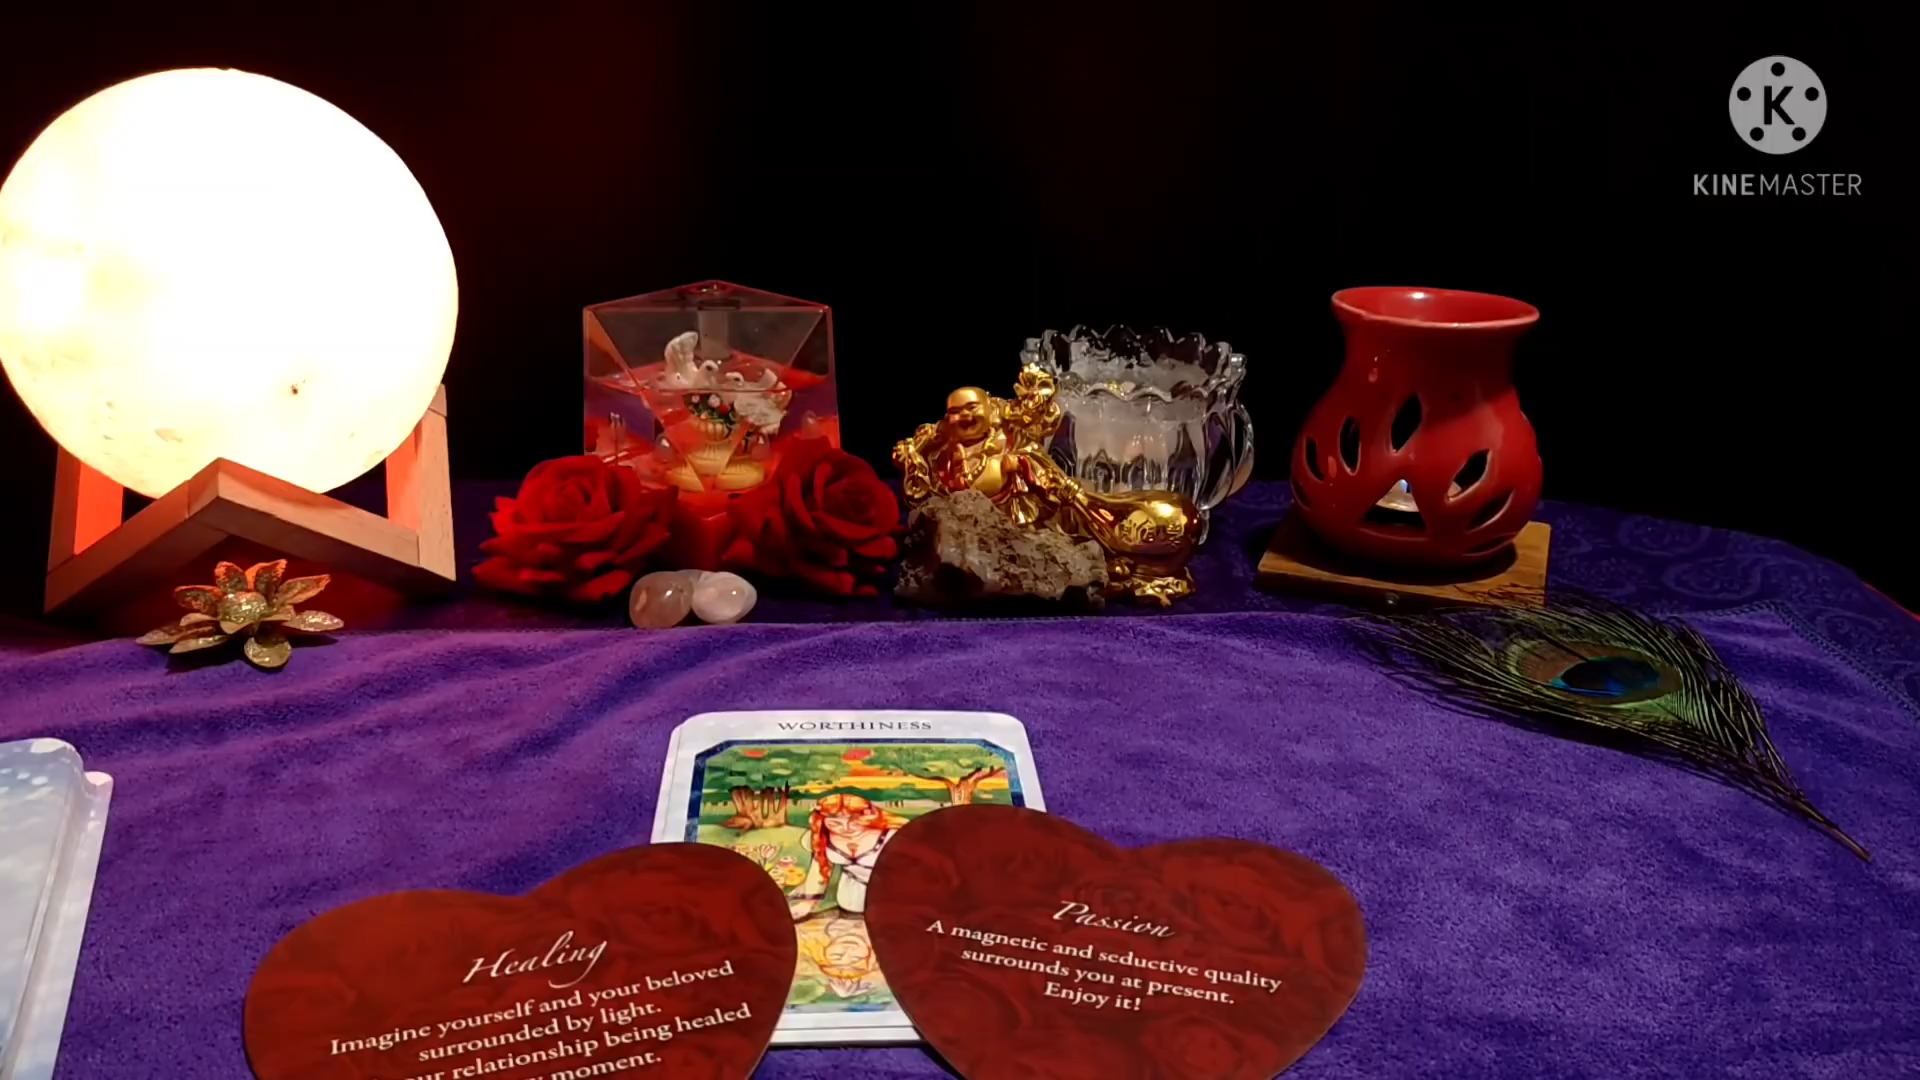 KINEMASTER
WORTHINESS
Healing
Imagine yourself and your beloved
surrounded by light.
relationship being healed
moment.
Passion
A magnetic and seductive quality
surrounds you at present.
Enjoy it!